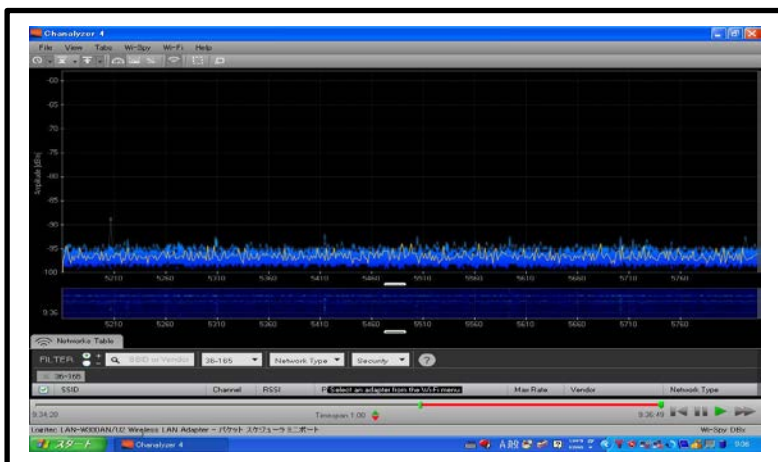 Chanalyzer 4
File View Tabs Wi-Spy Wi-Fi Help
-60
-65
-70
-75
-80
-85
-90
-95
-100
Amplitude [dBm]
5210 5260 5310 5360 5410 5460 5510 5560 5610 5660 5710 5760
9:36
5210 5260 5310 5360 5410 5460 5510 5560 5610 5660 5710 5760
Networks Table
FILTER SSID or Vendor 36-165 Network Type Security ?
36-165
SSID Channel RSSI Select an adapter from the Wi-Fi menu Max Rate Vendor Network Type
9:34:20 Timespan 1:00 9:36:49
Logitec LAN-W300AN/U2 Wireless LAN Adapter - パケット スケジューラ ミニポート Wi-Spy DBx
スタート Chanalyzer 4 9:06